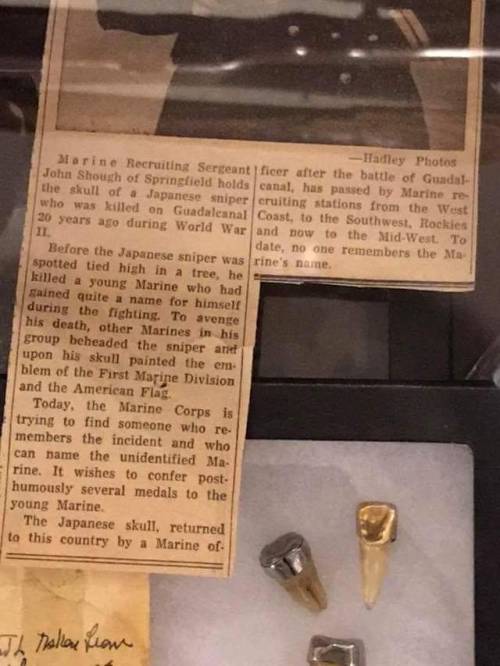 —Hadley Photos
Marine Recruiting Sergeant
John Shough of Springfield holds
the skull of a Japanese sniper
who was killed on Guadalcanal
20 years ago during World War
II.
Before the Japanese sniper was
spotted tied high in a tree, he
killed a young Marine who had
gained quite a name for himself
during the fighting. To avenge
his death, other Marines in his
group beheaded the sniper and
upon his skull painted the em-
blem of the First Marine Division
and the American Flag.
Today, the Marine Corps is
trying to find someone who re-
members the incident and who
can name the unidentified Ma-
rine. It wishes to confer post-
humously several medals to the
young Marine.
The Japanese skull, returned
to this country by a Marine of-
ficer after the battle of Guadal-
canal, has passed by Marine re-
cruiting stations from the West
Coast, to the Southwest, Rockies
and now to the Mid-West. To
date, no one remembers the Ma-
rine's name.